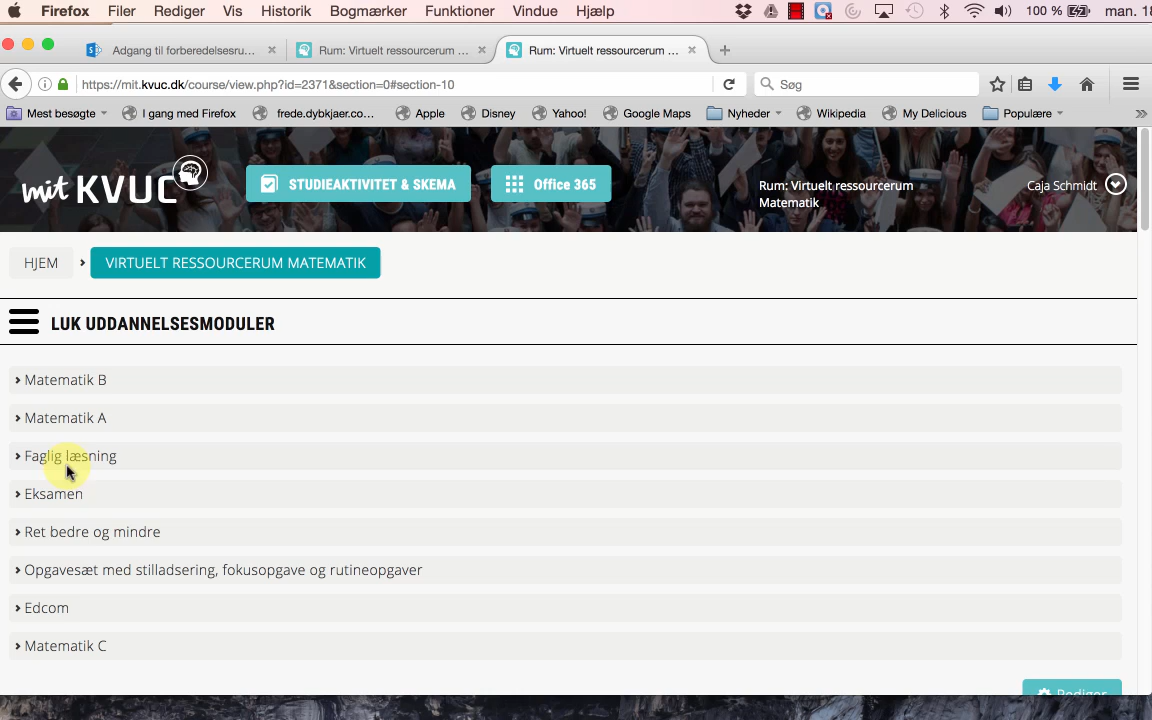 Firefox Filer Rediger Vis Historik Bogmærker Funktioner Vindue Hjælp 100 % man. 18
Adgang til forberedelsesru... Rum: Virtuelt ressourcerum ... Rum: Virtuelt ressourcerum ...
https://mit.kvuc.dk/course/view.php?id=2371&section=0#section-10 Søg
Mest besøgte I gang med Firefox frede.dybkjaer.co... Apple Disney Yahoo! Google Maps Nyheder Wikipedia My Delicious Populære
mit KVUC STUDIEAKTIVITET & SKEMA Office 365 Rum: Virtuelt ressourcerum Matematik Caja Schmidt
HJEM VIRTUELT RESSOURCERUM MATEMATIK
LUK UDDANNELSESMODULER
Matematik B
Matematik A
Faglig læsning
Eksamen
Ret bedre og mindre
Opgavesæt med stilladsering, fokusopgave og rutineopgaver
Edcom
Matematik C
Rediger